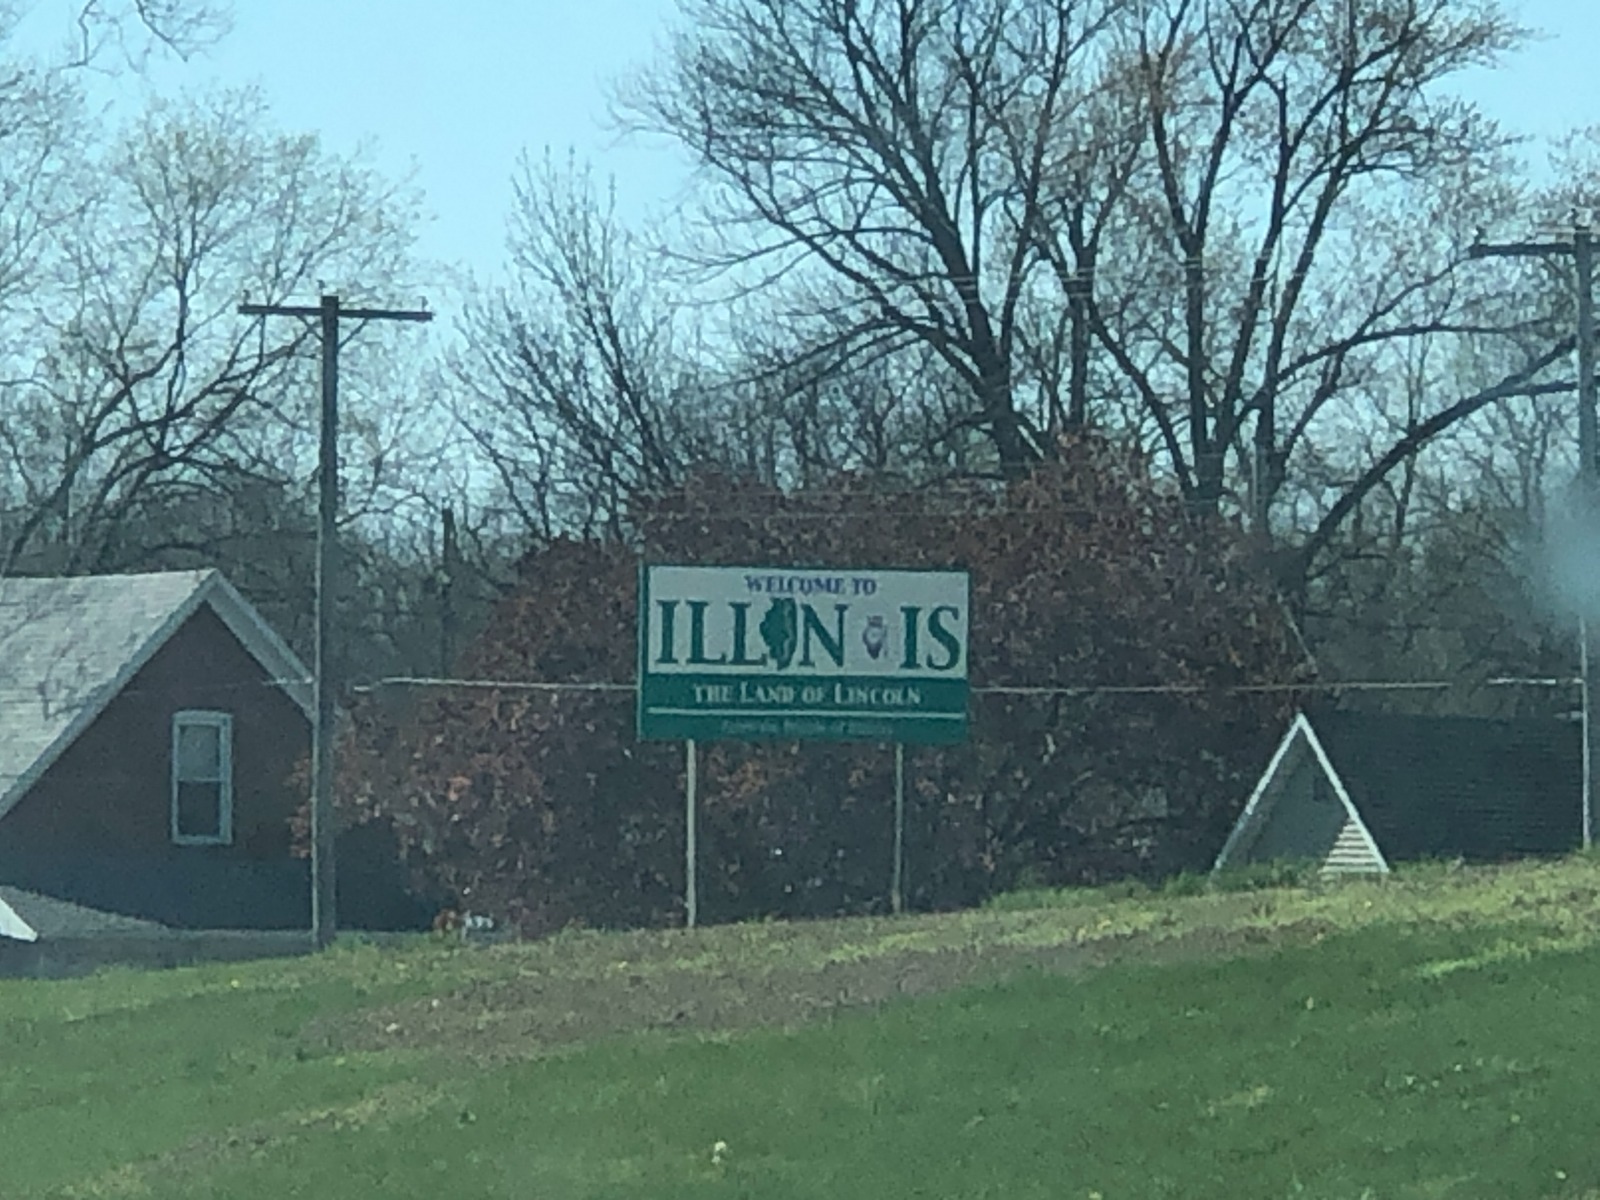 WELCOME TO
ILLINOIS
THE LAND OF LINCOLN